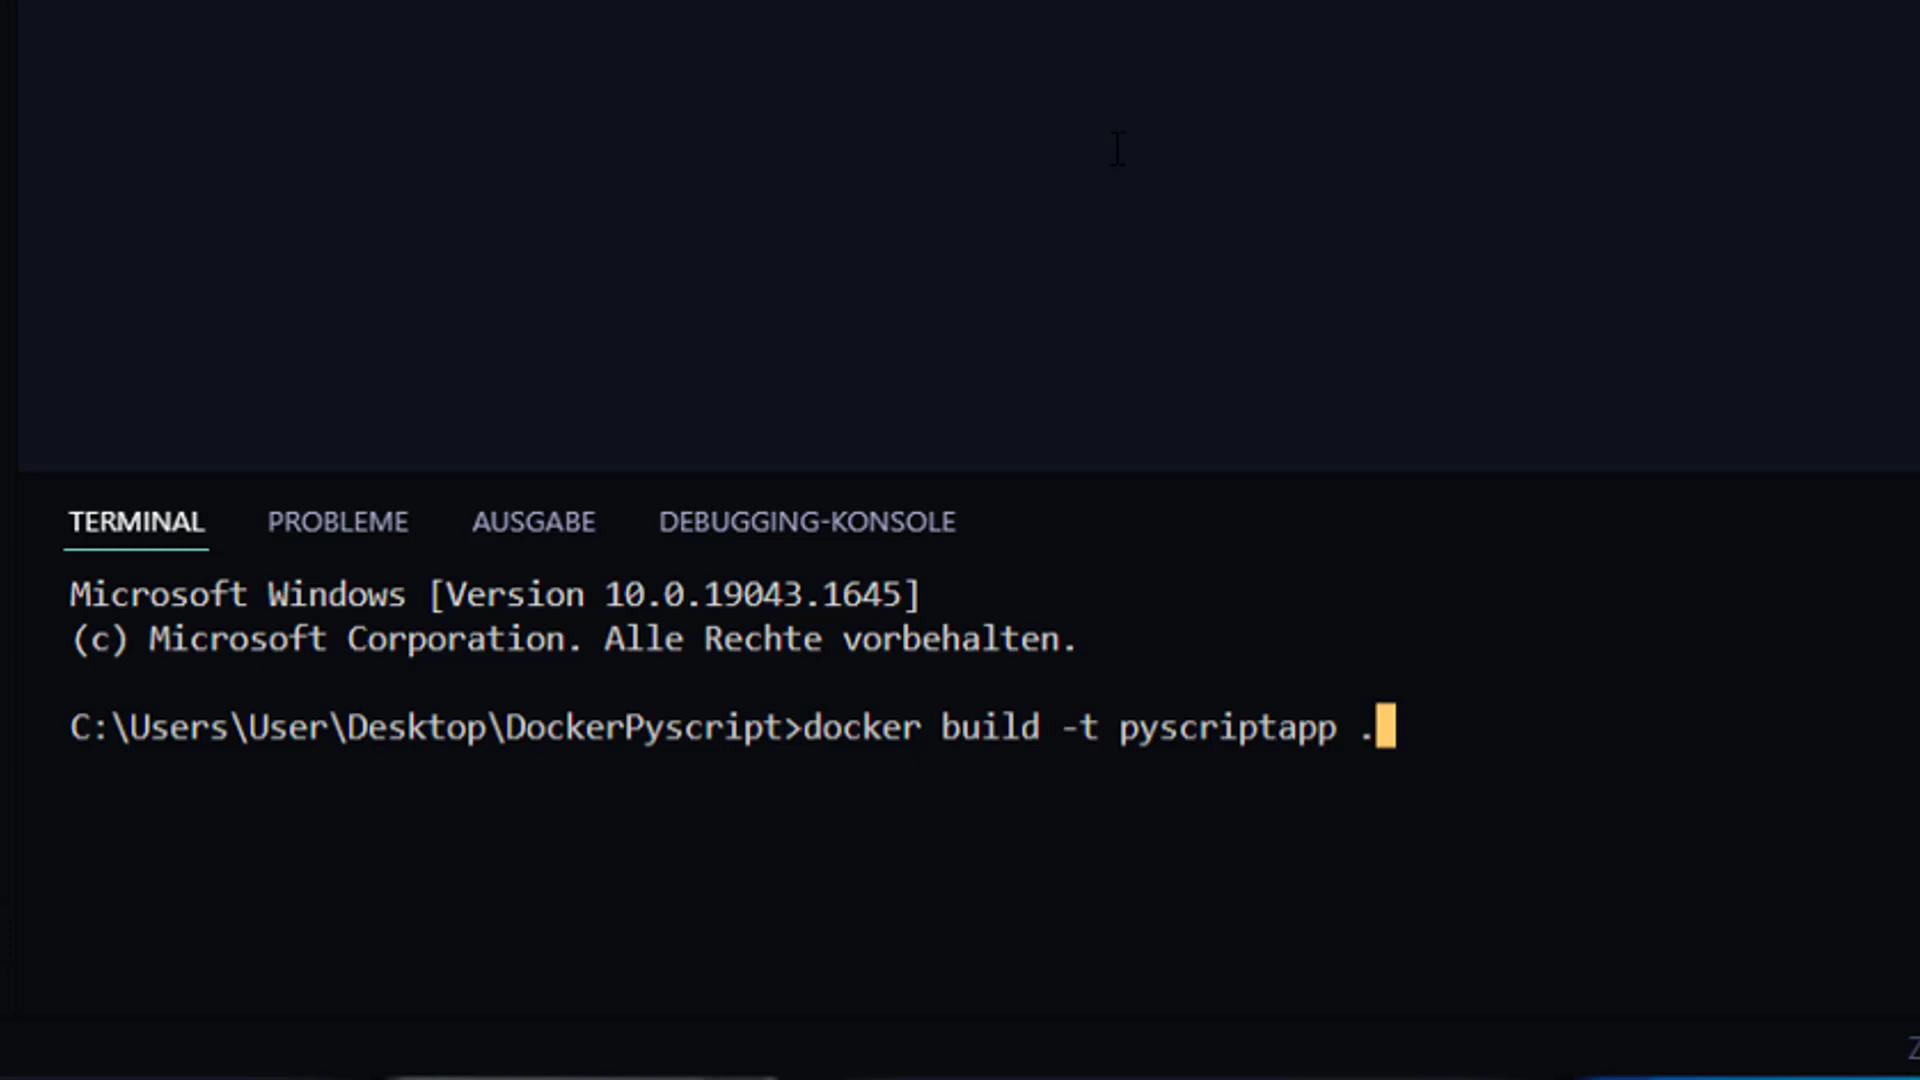 TERMINAL PROBLEME AUSGABE DEBUGGING-KONSOLE
Microsoft Windows [Version 10.0.19043.1645]
(c) Microsoft Corporation. Alle Rechte vorbehalten.
C:\Users\User\Desktop\DockerPyscript>docker build -t pyscriptapp .